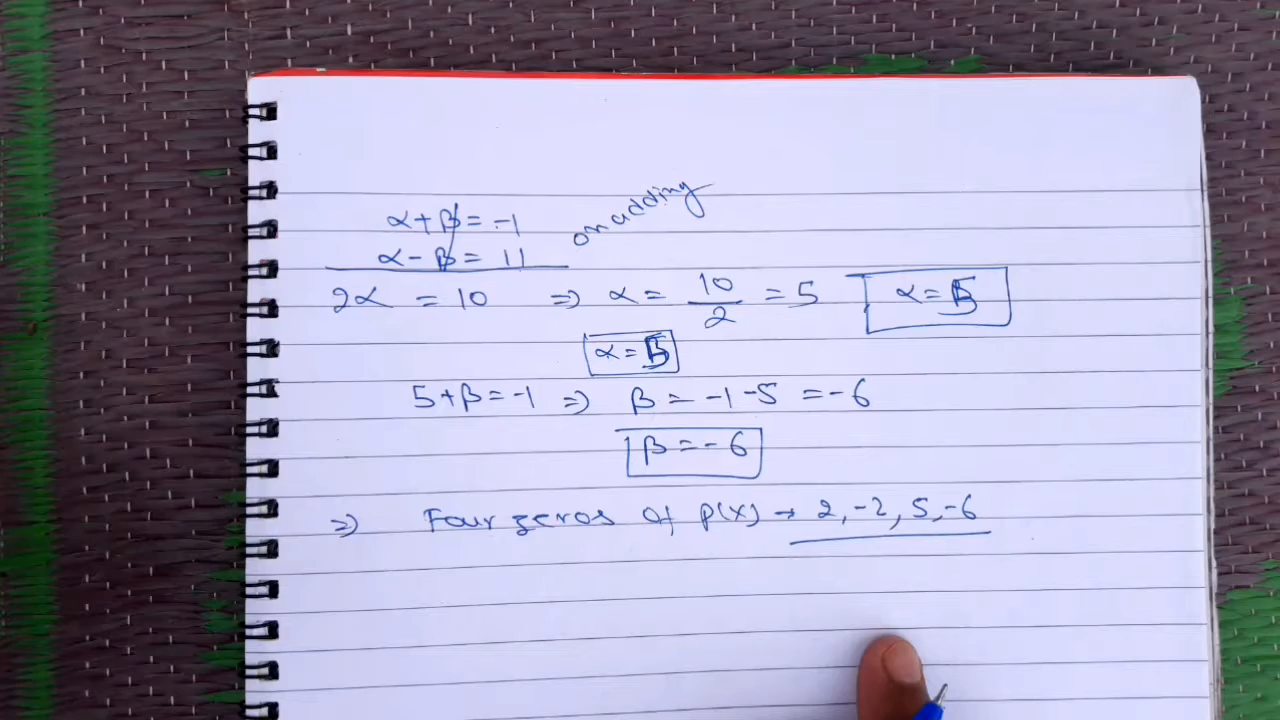 α+β=-1
α-β=11 on adding
2α = 10 => α = 10/2 = 5 α=5
α=5
5+β=-1 => β = -1-5 = -6
β=-6
=> Four zeros of p(x) → 2, -2, 5, -6